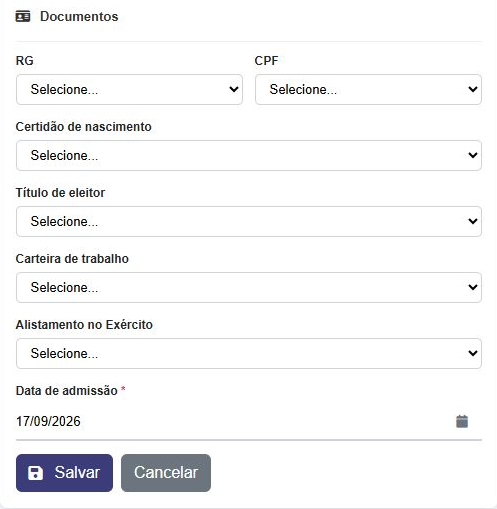 Documentos
RG CPF
Selecione... Selecione...
Certidão de nascimento
Selecione...
Título de eleitor
Selecione...
Carteira de trabalho
Selecione...
Alistamento no Exército
Selecione...
Data de admissão *
17/09/2026
Salvar Cancelar